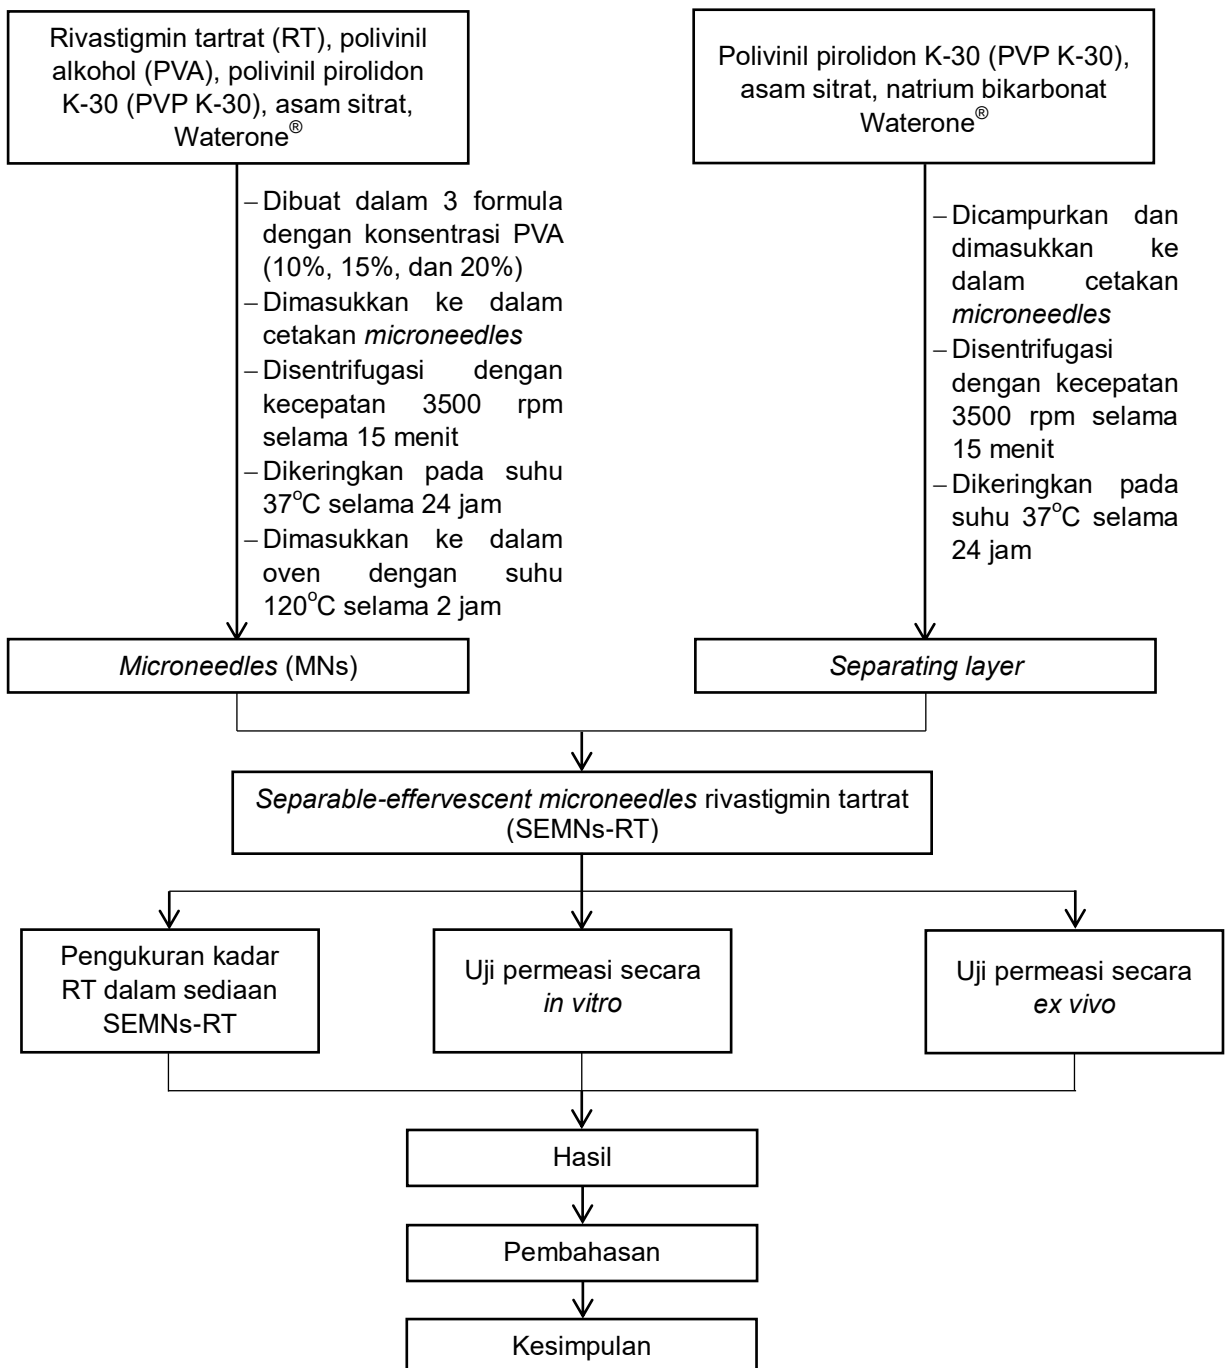 Rivastigmin tartrat (RT), polivinil
alkohol (PVA), polivinil pirolidon
K-30 (PVP K-30), asam sitrat,
Waterone®
Polivinil pirolidon K-30 (PVP K-30),
asam sitrat, natrium bikarbonat
Waterone®
– Dibuat dalam 3 formula
dengan konsentrasi PVA
(10%, 15%, dan 20%)
– Dimasukkan ke dalam
cetakan microneedles
– Disentrifugasi dengan
kecepatan 3500 rpm
selama 15 menit
– Dikeringkan pada suhu
37°C selama 24 jam
– Dimasukkan ke dalam
oven dengan suhu
120°C selama 2 jam
– Dicampurkan dan
dimasukkan ke
dalam cetakan
microneedles
– Disentrifugasi
dengan kecepatan
3500 rpm selama
15 menit
– Dikeringkan pada
suhu 37°C selama
24 jam
Microneedles (MNs)
Separating layer
Separable-effervescent microneedles rivastigmin tartrat
(SEMNs-RT)
Pengukuran kadar
RT dalam sediaan
SEMNs-RT
Uji permeasi secara
in vitro
Uji permeasi secara
ex vivo
Hasil
Pembahasan
Kesimpulan